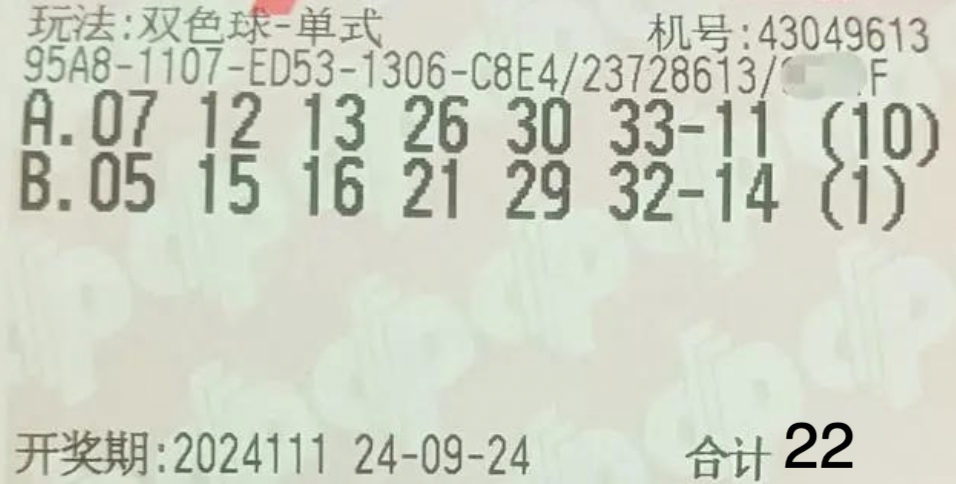 玩法:双色球-单式 机号:43049613
95A8-1107-ED53-1306-C8E4/23728613/ F
A.07 12 13 26 30 33-11 (10)
B.05 15 16 21 29 32-14 (1)
开奖期:2024111 24-09-24 合计 22